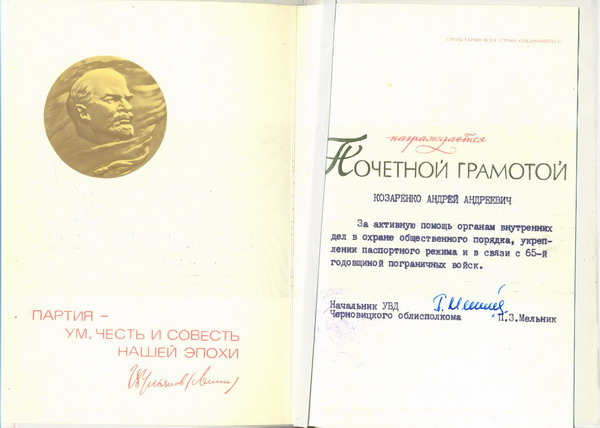 ПАРТИЯ –
УМ, ЧЕСТЬ И СОВЕСТЬ
НАШЕЙ ЭПОХИ
В. Ульянов (Ленин)
ПРОЛЕТАРИИ ВСЕХ СТРАН, СОЕДИНЯЙТЕСЬ!
награждается
ПОЧЕТНОЙ ГРАМОТОЙ
КОЗАРЕНКО АНДРЕЙ АНДРЕЕВИЧ
За активную помощь органам внутренних
дел в охране общественного порядка, укреп-
лении паспортного режима и в связи с 65-й
годовщиной пограничных войск.
Начальник УВД
Черновицкого облисполкома П.З.Мельник